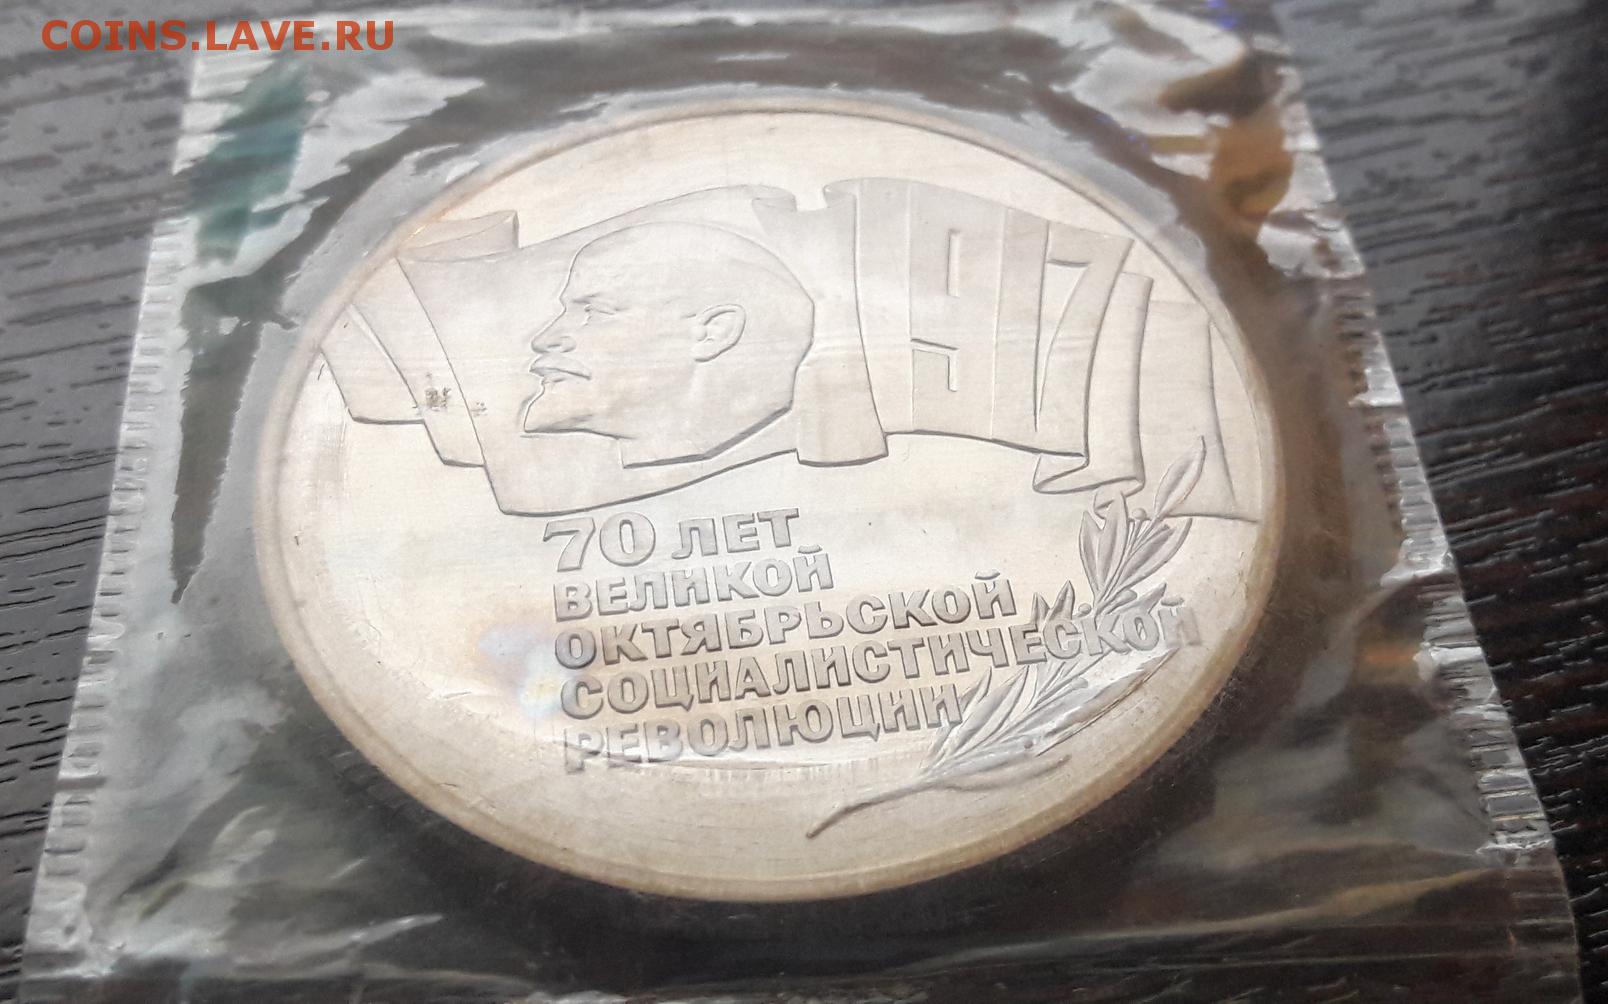 COINS.LAVE.RU
1917
70 ЛЕТ
ВЕЛИКОЙ
ОКТЯБРЬСКОЙ
СОЦИАЛИСТИЧЕСКОЙ
РЕВОЛЮЦИИ